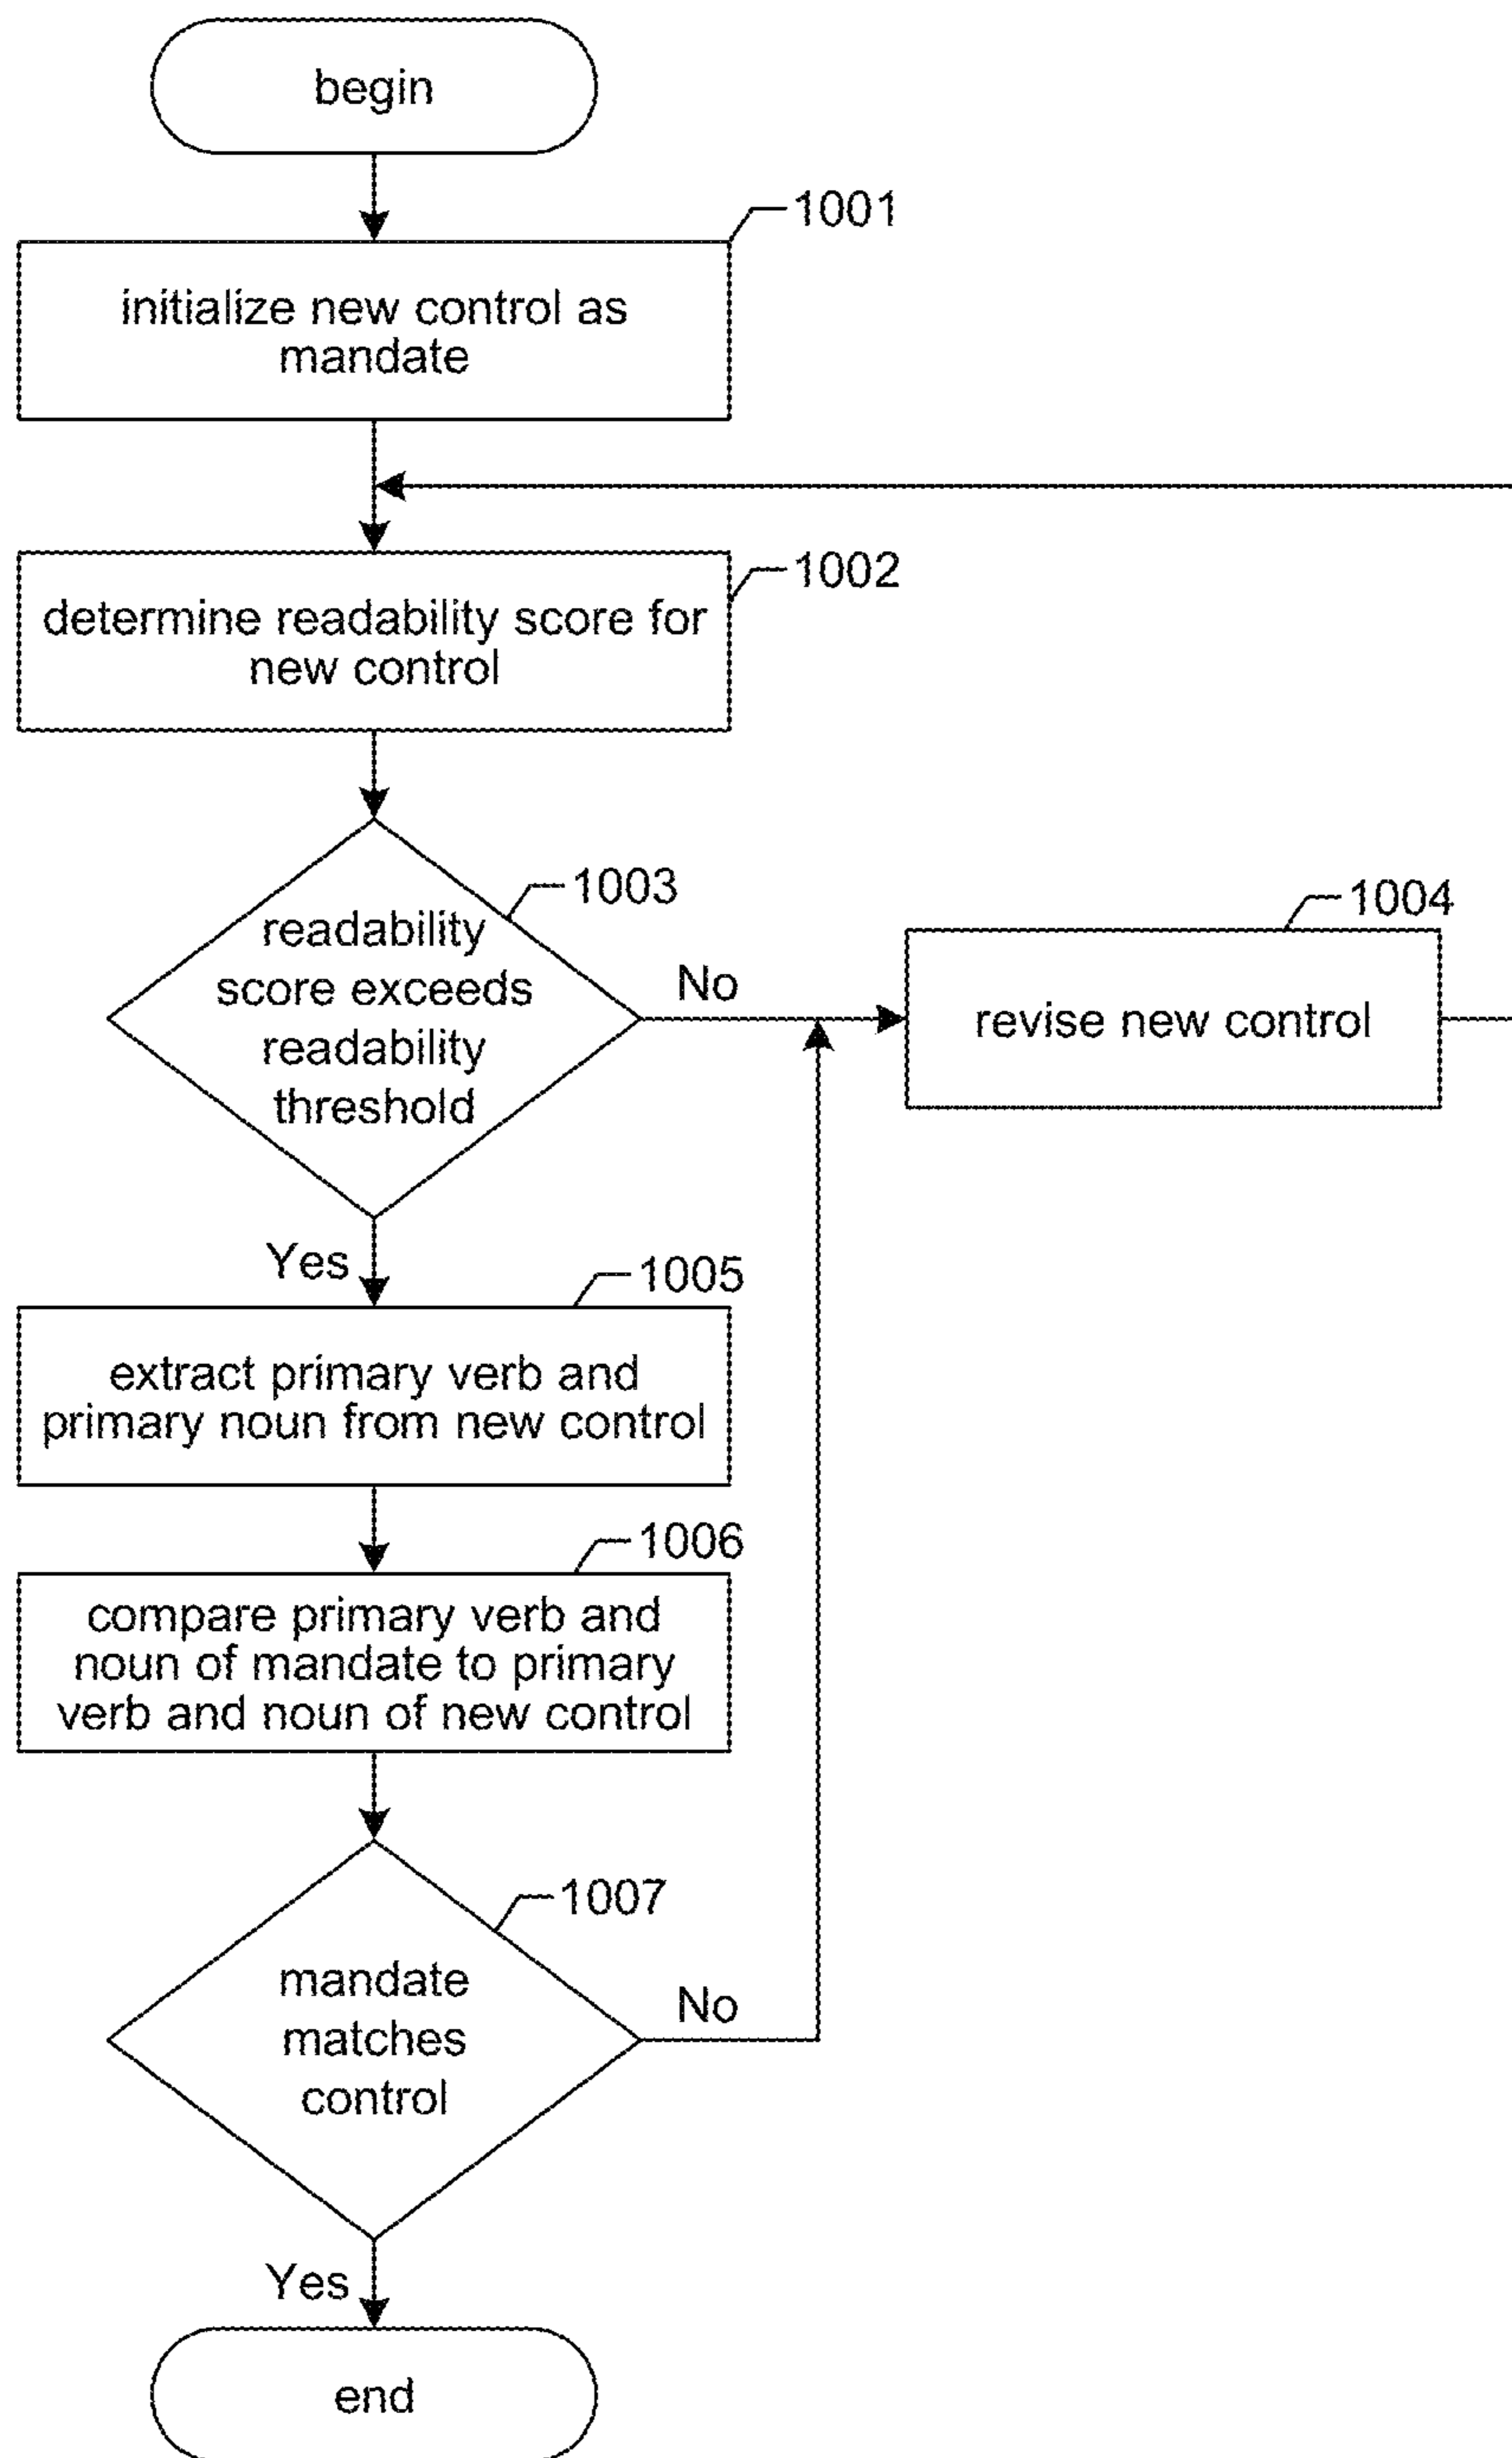 begin
1001
initialize new control as
mandate
1002
determine readability score for
new control
1003
readability
score exceeds
readability
threshold
No
1004
revise new control
Yes
1005
extract primary verb and
primary noun from new control
1006
compare primary verb and
noun of mandate to primary
verb and noun of new control
1007
mandate
matches
control
No
Yes
end